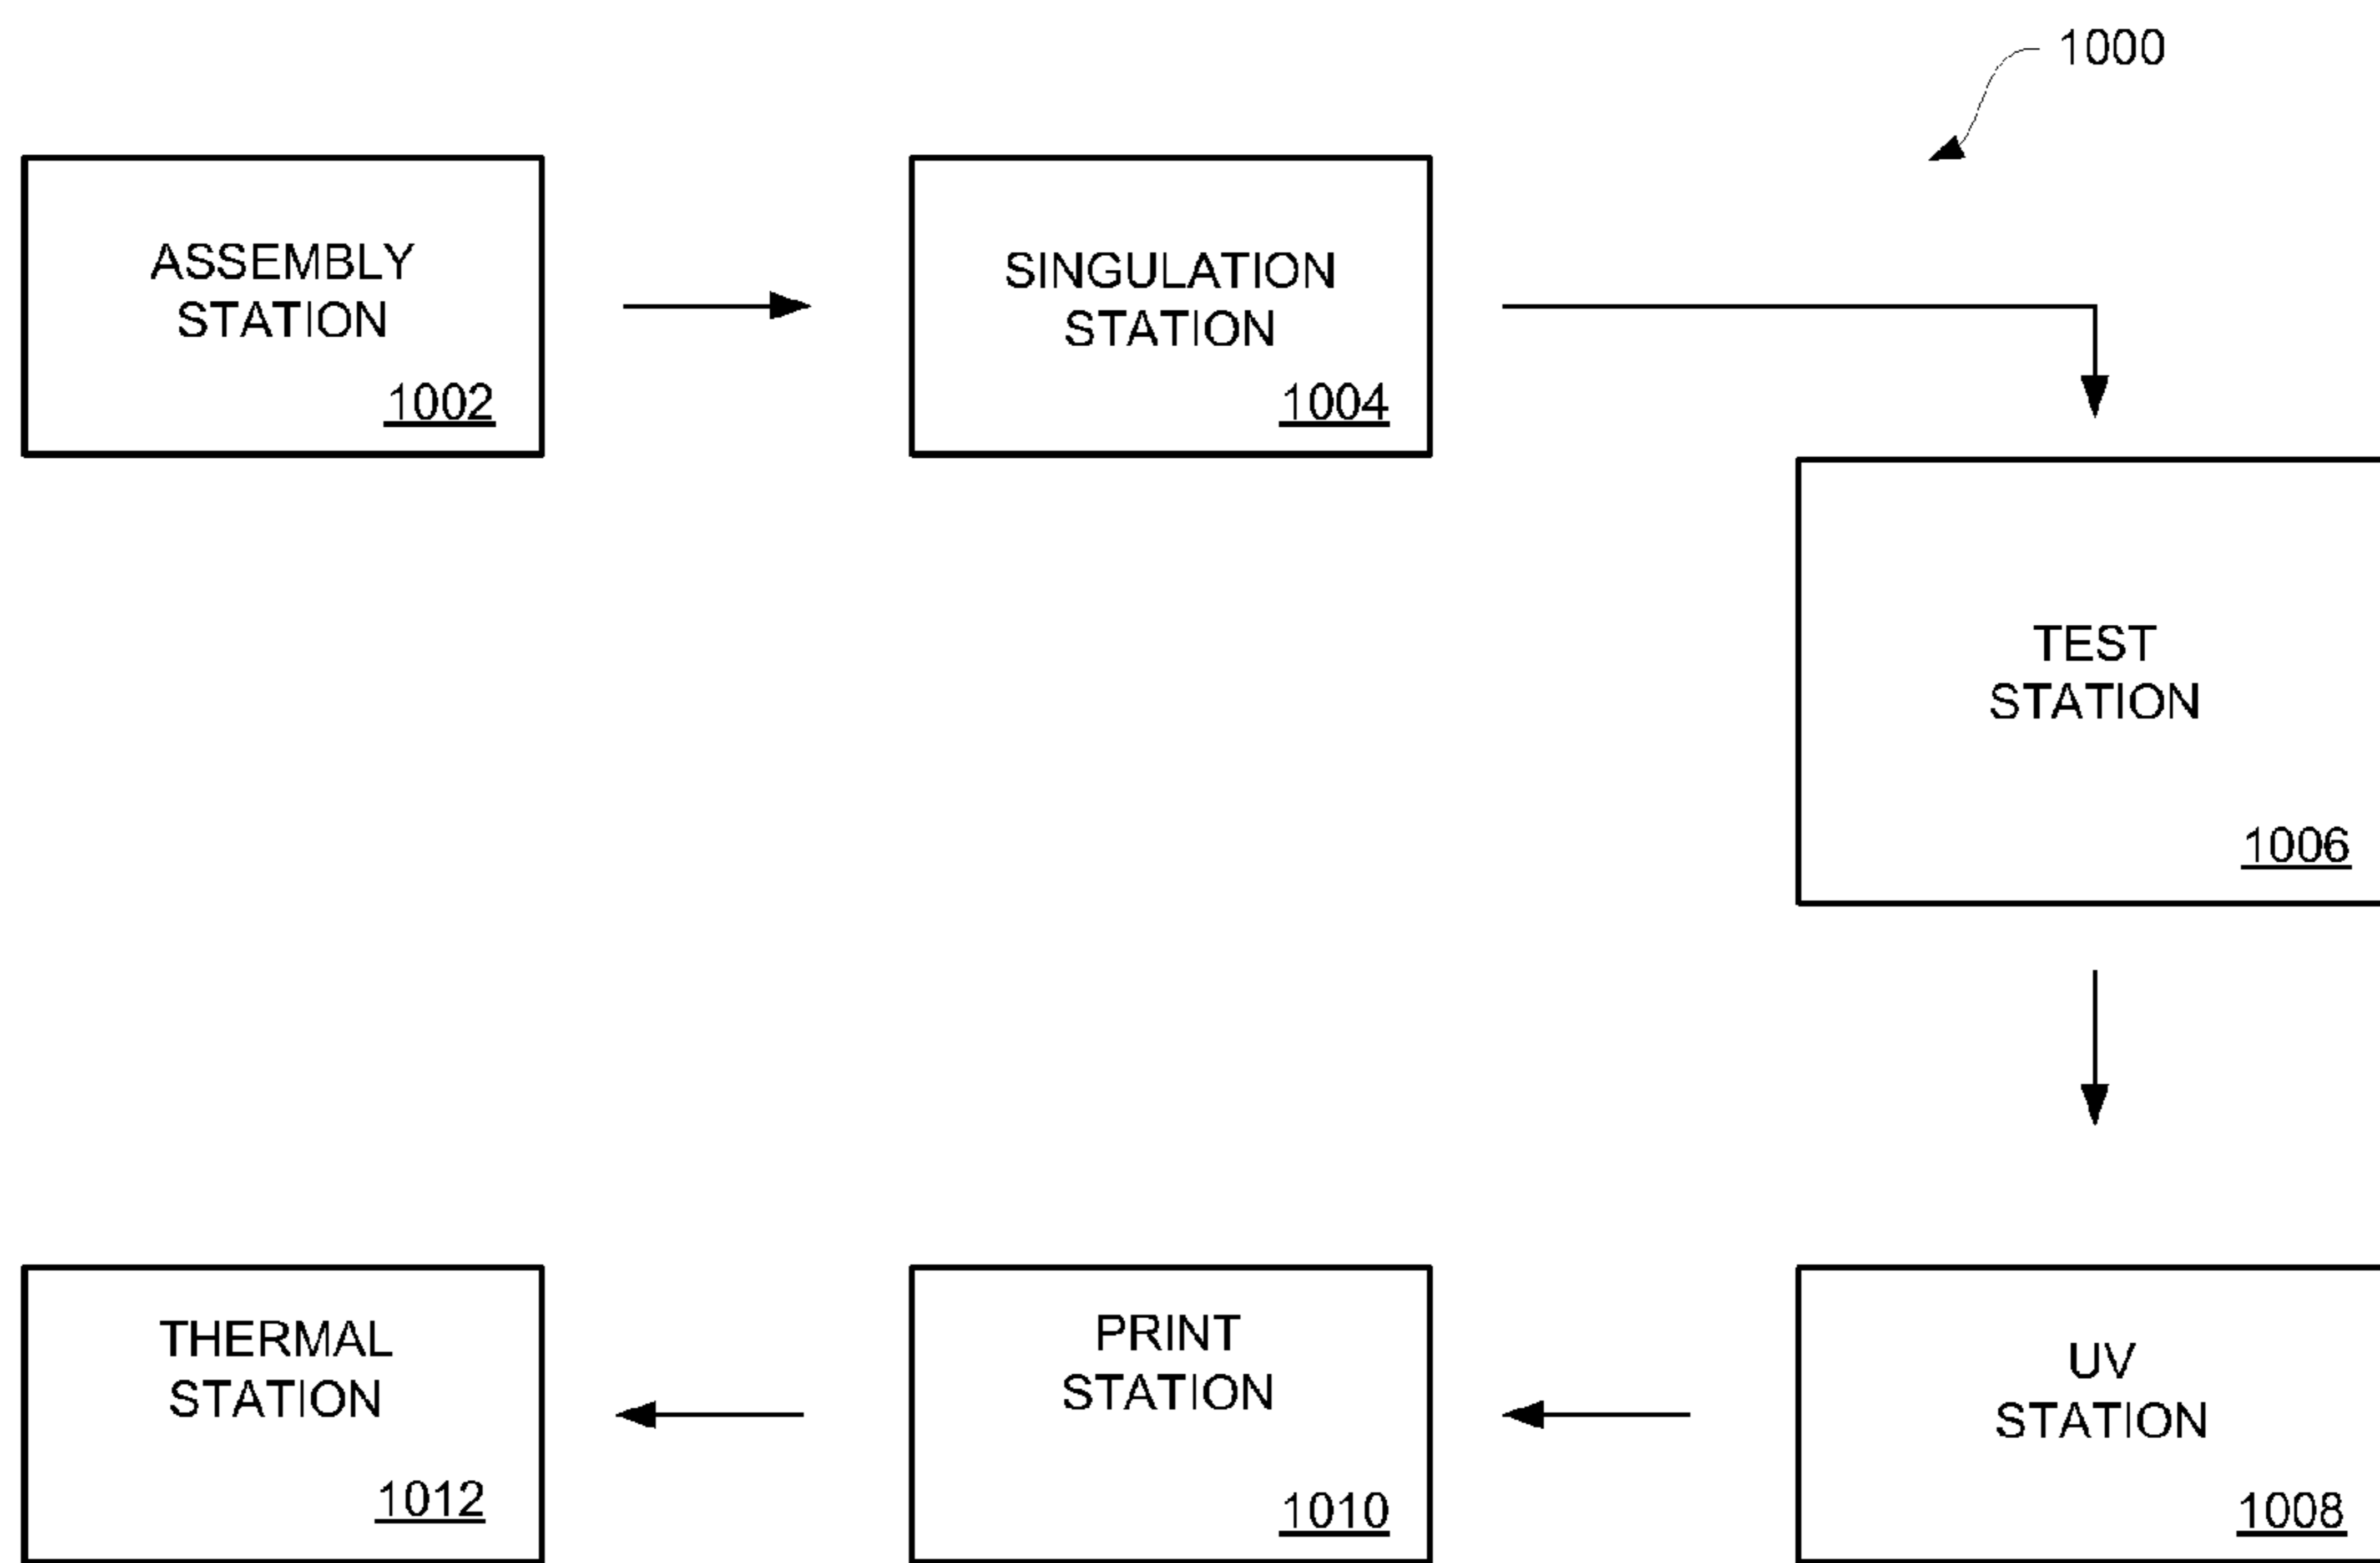 1000
ASSEMBLY
STATION
1002
SINGULATION
STATION
1004
TEST
STATION
1006
UV
STATION
1008
PRINT
STATION
1010
THERMAL
STATION
1012